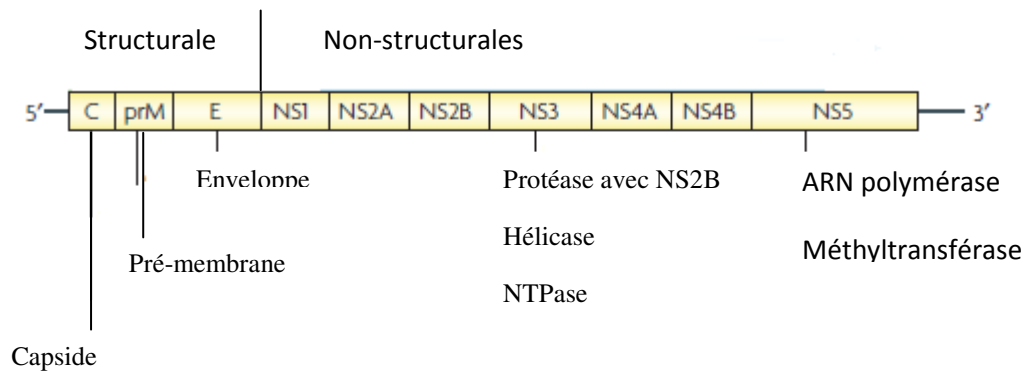 Structurale Non-structurales
5′ C prM E NS1 NS2A NS2B NS3 NS4A NS4B NS5 3′
Enveloppe Protéase avec NS2B ARN polymérase
Pré-membrane Hélicase Méthyltransférase
NTPase
Capside